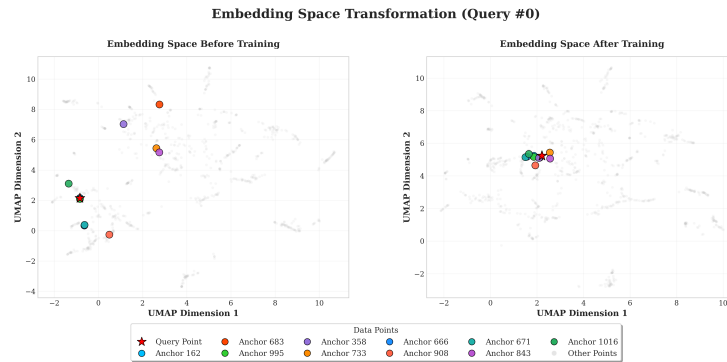 Embedding Space Transformation (Query #0)
Embedding Space Before Training
10
8
6
4
2
0
−2
−4
−2 0 2 4 6 8 10
UMAP Dimension 1
UMAP Dimension 2
Embedding Space After Training
10
8
6
4
2
0
−2
−2 0 2 4 6 8 10
UMAP Dimension 1
UMAP Dimension 2
Data Points
Query Point Anchor 683 Anchor 358 Anchor 666 Anchor 671 Anchor 1016
Anchor 162 Anchor 995 Anchor 733 Anchor 908 Anchor 843 Other Points